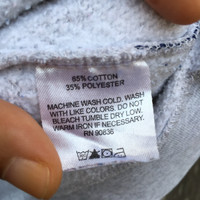 65% COTTON
35% POLYESTER
MACHINE WASH COLD. WASH
WITH LIKE COLORS. DO NOT
BLEACH TUMBLE DRY LOW.
WARM IRON IF NECESSARY.
RN 90836